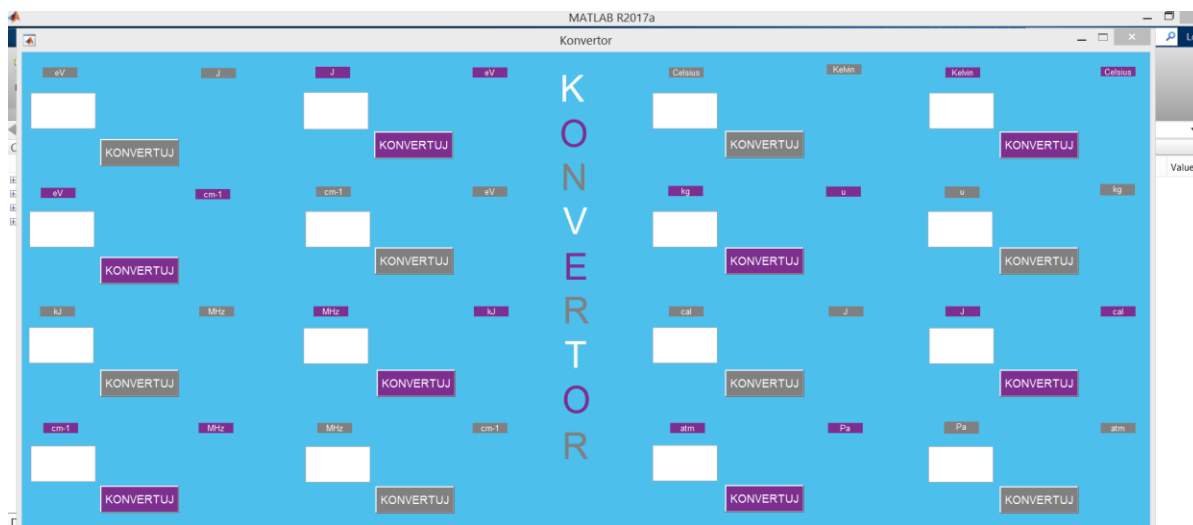 MATLAB R2017a
Konvertor
eV J J eV Celsius Kelvin Kelvin Celsius
KONVERTUJ KONVERTUJ KONVERTUJ KONVERTUJ
eV cm-1 cm-1 eV kg u u kg
KONVERTUJ KONVERTUJ KONVERTUJ KONVERTUJ
kJ MHz MHz kJ cal J J cal
KONVERTUJ KONVERTUJ KONVERTUJ KONVERTUJ
cm-1 MHz MHz cm-1 atm Pa Pa atm
KONVERTUJ KONVERTUJ KONVERTUJ KONVERTUJ
K
O
N
V
E
R
T
O
R
Value